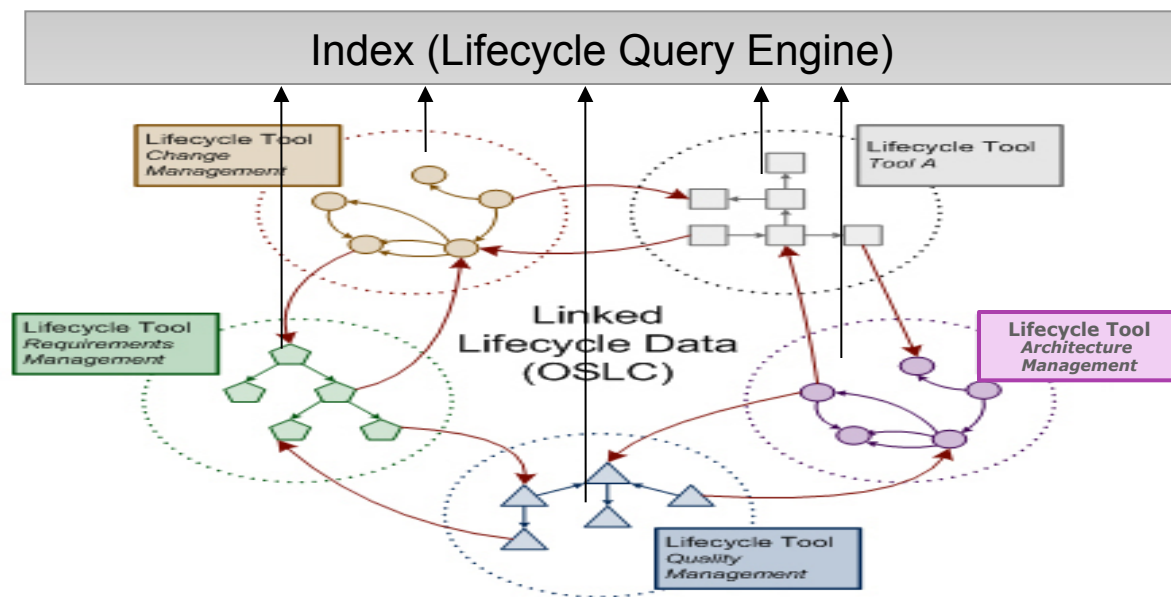 Index (Lifecycle Query Engine)
Lifecycle Tool
Change
Management
Lifecycle Tool
Tool A
Linked
Lifecycle Data
(OSLC)
Lifecycle Tool
Requirements
Management
Lifecycle Tool
Architecture
Management
Lifecycle Tool
Quality
Management